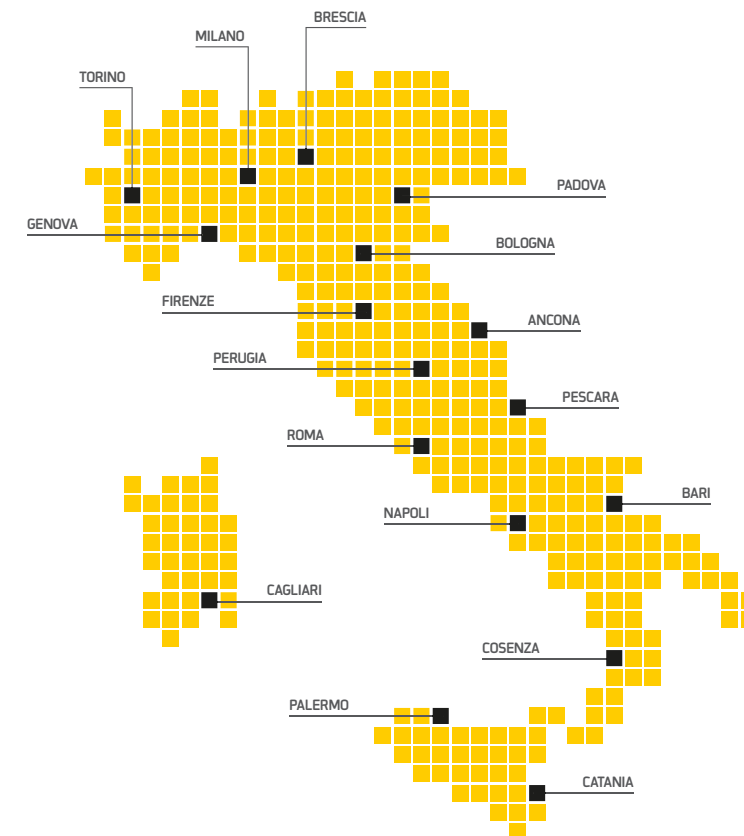 BRESCIA
MILANO
TORINO
PADOVA
GENOVA
BOLOGNA
FIRENZE
ANCONA
PERUGIA
PESCARA
ROMA
BARI
NAPOLI
CAGLIARI
COSENZA
PALERMO
CATANIA